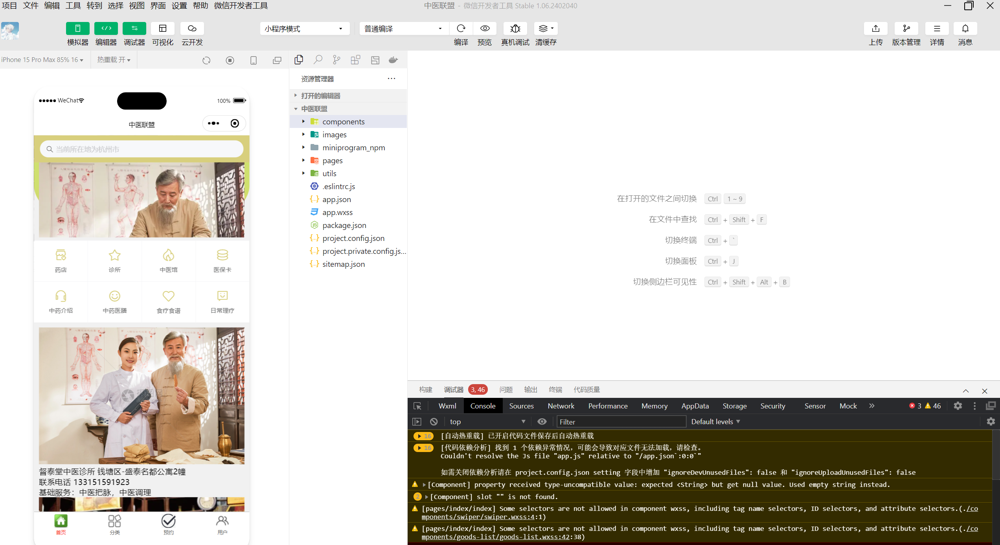 项目 文件 编辑 工具 转到 选择 视图 界面 设置 帮助 微信开发者工具
中医联盟 - 微信开发者工具 Stable 1.06.2402040
模拟器 编辑器 调试器 可视化 云开发
小程序模式
普通编译
编译 预览 真机调试 清缓存
上传 版本管理 详情 消息
iPhone 15 Pro Max 85% 16
热重载 开
WeChat
100%
中医联盟
当前所在地为杭州市
药店 诊所 中医馆 医保卡
中药介绍 中药医膳 食疗食谱 日常理疗
督泰堂中医诊所 钱塘区-盛泰名都公寓2幢
联系电话 133151591923
基础服务：中医把脉，中医调理
首页 分类 预约 用户
资源管理器
打开的编辑器
中医联盟
components
images
miniprogram_npm
pages
utils
.eslintrc.js
app.json
app.wxss
package.json
project.config.json
project.private.config.js...
sitemap.json
在打开的文件之间切换 Ctrl 1 ~ 9
在文件中查找 Ctrl + Shift + F
切换终端 Ctrl + `
切换面板 Ctrl + J
切换侧边栏可见性 Ctrl + Shift + Alt + B
构建 调试器 3, 46 问题 输出 终端 代码质量
Wxml Console Sources Network Performance Memory AppData Storage Security Sensor Mock » 3 46
top Filter Default levels
16 [自动热重载] 已开启代码文件保存后自动热重载
16 [代码依赖分析] 找到 1 个依赖异常情况，可能会导致对应文件无法加载，请检查。
Couldn't resolve the Js file "app.js" relative to "/app.json`:0:0`"
如需关闭依赖分析请在 project.config.json setting 字段中增加 "ignoreDevUnusedFiles": false 和 "ignoreUploadUnusedFiles": false
[Component] property received type-uncompatible value: expected <String> but get null value. Used empty string instead.
2 [Component] slot "" is not found.
[pages/index/index] Some selectors are not allowed in component wxss, including tag name selectors, ID selectors, and attribute selectors.(./co
mponents/swiper/swiper.wxss:4:1)
[pages/index/index] Some selectors are not allowed in component wxss, including tag name selectors, ID selectors, and attribute selectors.(./co
mponents/goods-list/goods-list.wxss:42:38)